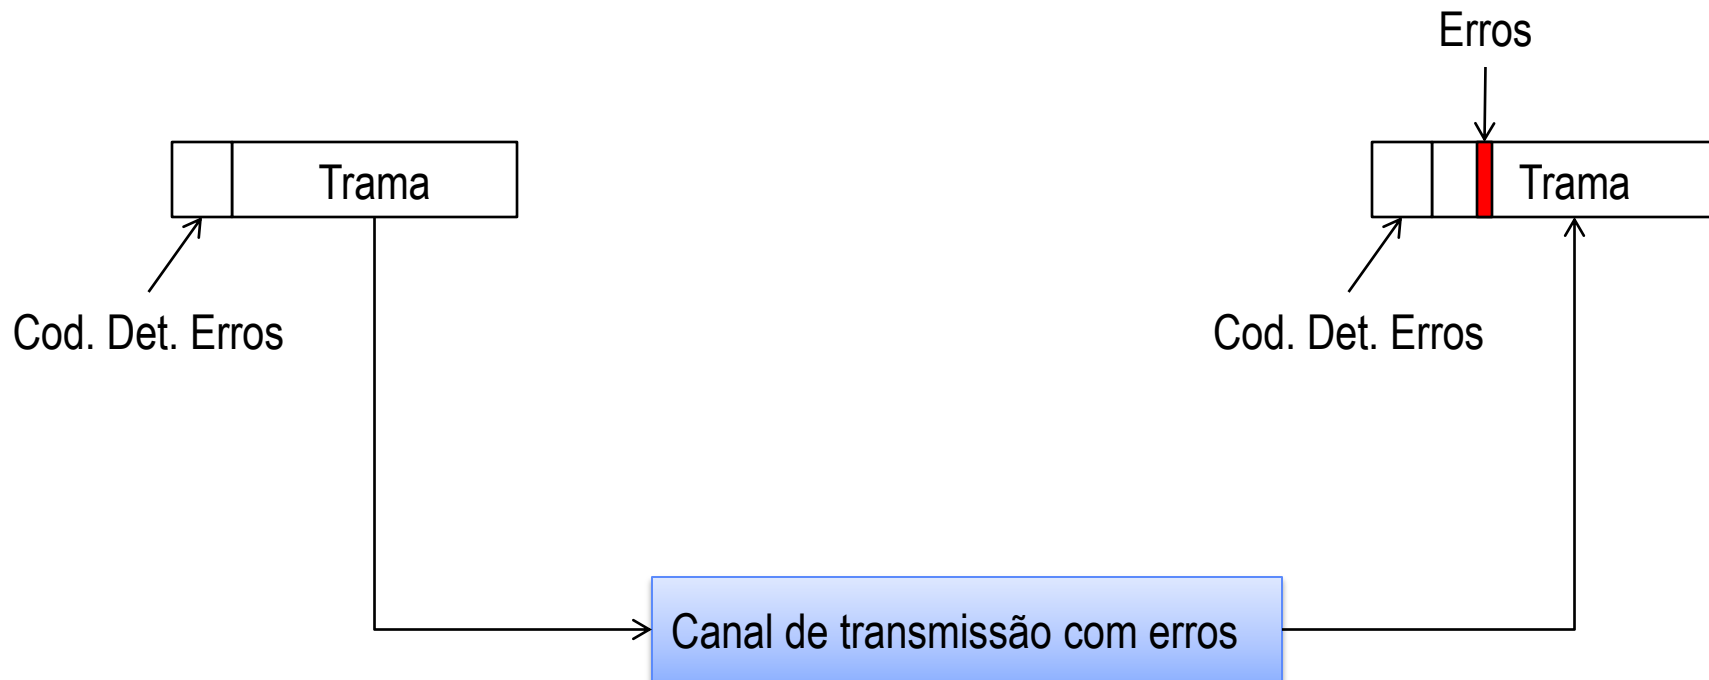 Erros
Trama
Trama
Cod. Det. Erros
Cod. Det. Erros
Canal de transmissão com erros